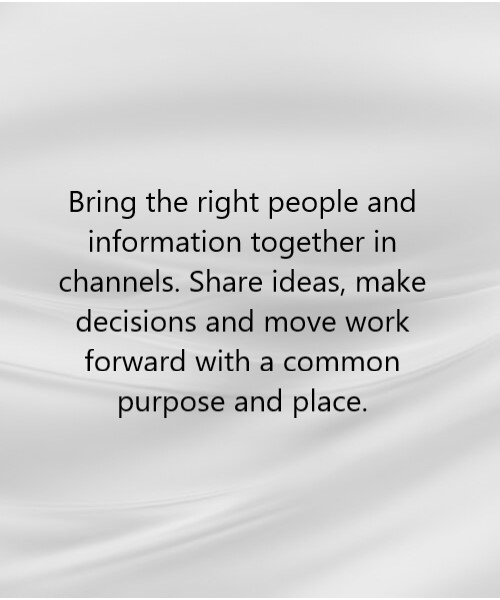 Bring the right people and
information together in
channels. Share ideas, make
decisions and move work
forward with a common
purpose and place.